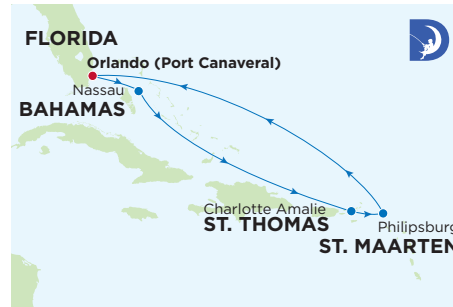 FLORIDA
Orlando (Port Canaveral)
Nassau
BAHAMAS
Charlotte Amalie
ST. THOMAS
Philipsburg
ST. MAARTEN